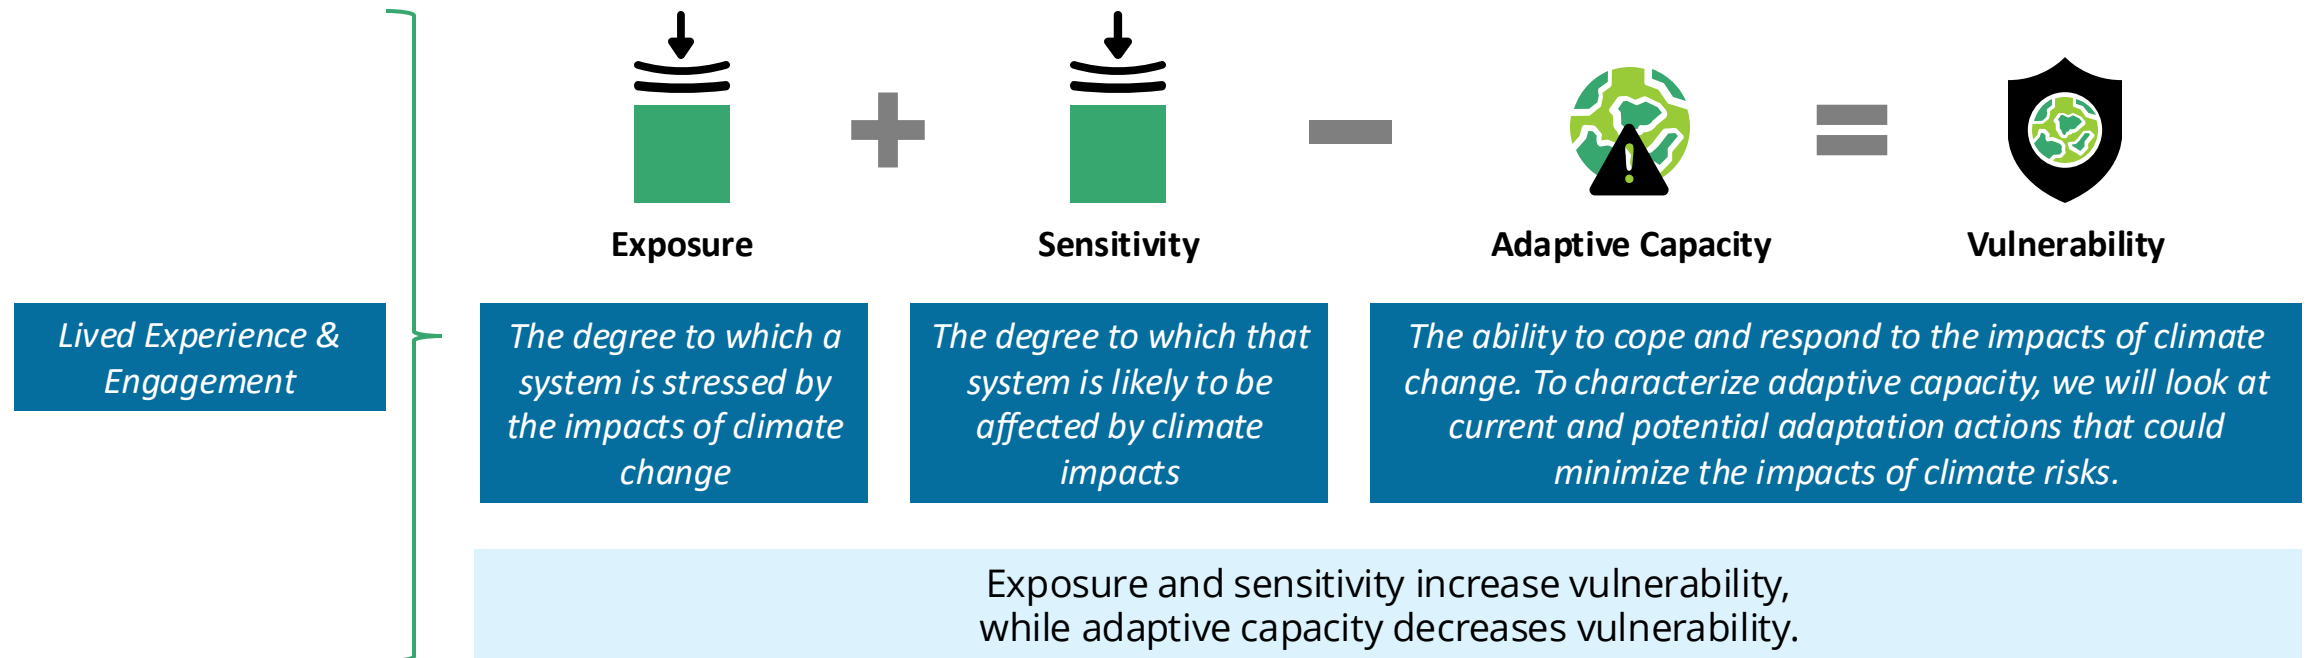 Exposure
Sensitivity
Adaptive Capacity
Vulnerability
Lived Experience &
Engagement
The degree to which a
system is stressed by
the impacts of climate
change
The degree to which that
system is likely to be
affected by climate
impacts
The ability to cope and respond to the impacts of climate
change. To characterize adaptive capacity, we will look at
current and potential adaptation actions that could
minimize the impacts of climate risks.
Exposure and sensitivity increase vulnerability,
while adaptive capacity decreases vulnerability.